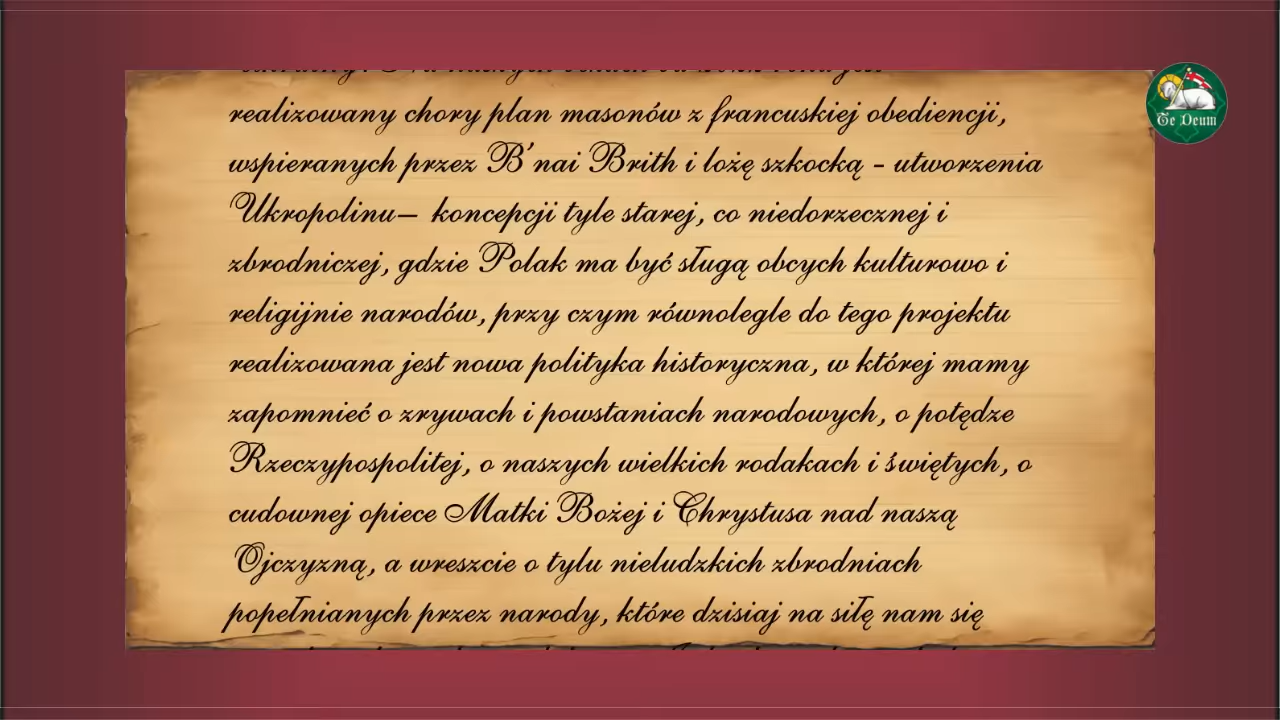 realizowany chory plan masonów z francuskiej obediencji,
wspieranych przez B'nai Brith i lożę szkocką - utworzenia
Ukropolinu– koncepcji tyle starej, co niedorzecznej i
zbrodniczej, gdzie Polak ma być sługą obcych kulturowo i
religijnie narodów, przy czym równolegle do tego projektu
realizowana jest nowa polityka historyczna, w której mamy
zapomnieć o zrywach i powstaniach narodowych, o potędze
Rzeczypospolitej, o naszych wielkich rodakach i świętych, o
cudownej opiece Matki Bożej i Chrystusa nad naszą
Ojczyzną, a wreszcie o tylu nieludzkich zbrodniach
popełnianych przez narody, które dzisiaj na siłę nam się
Te Deum